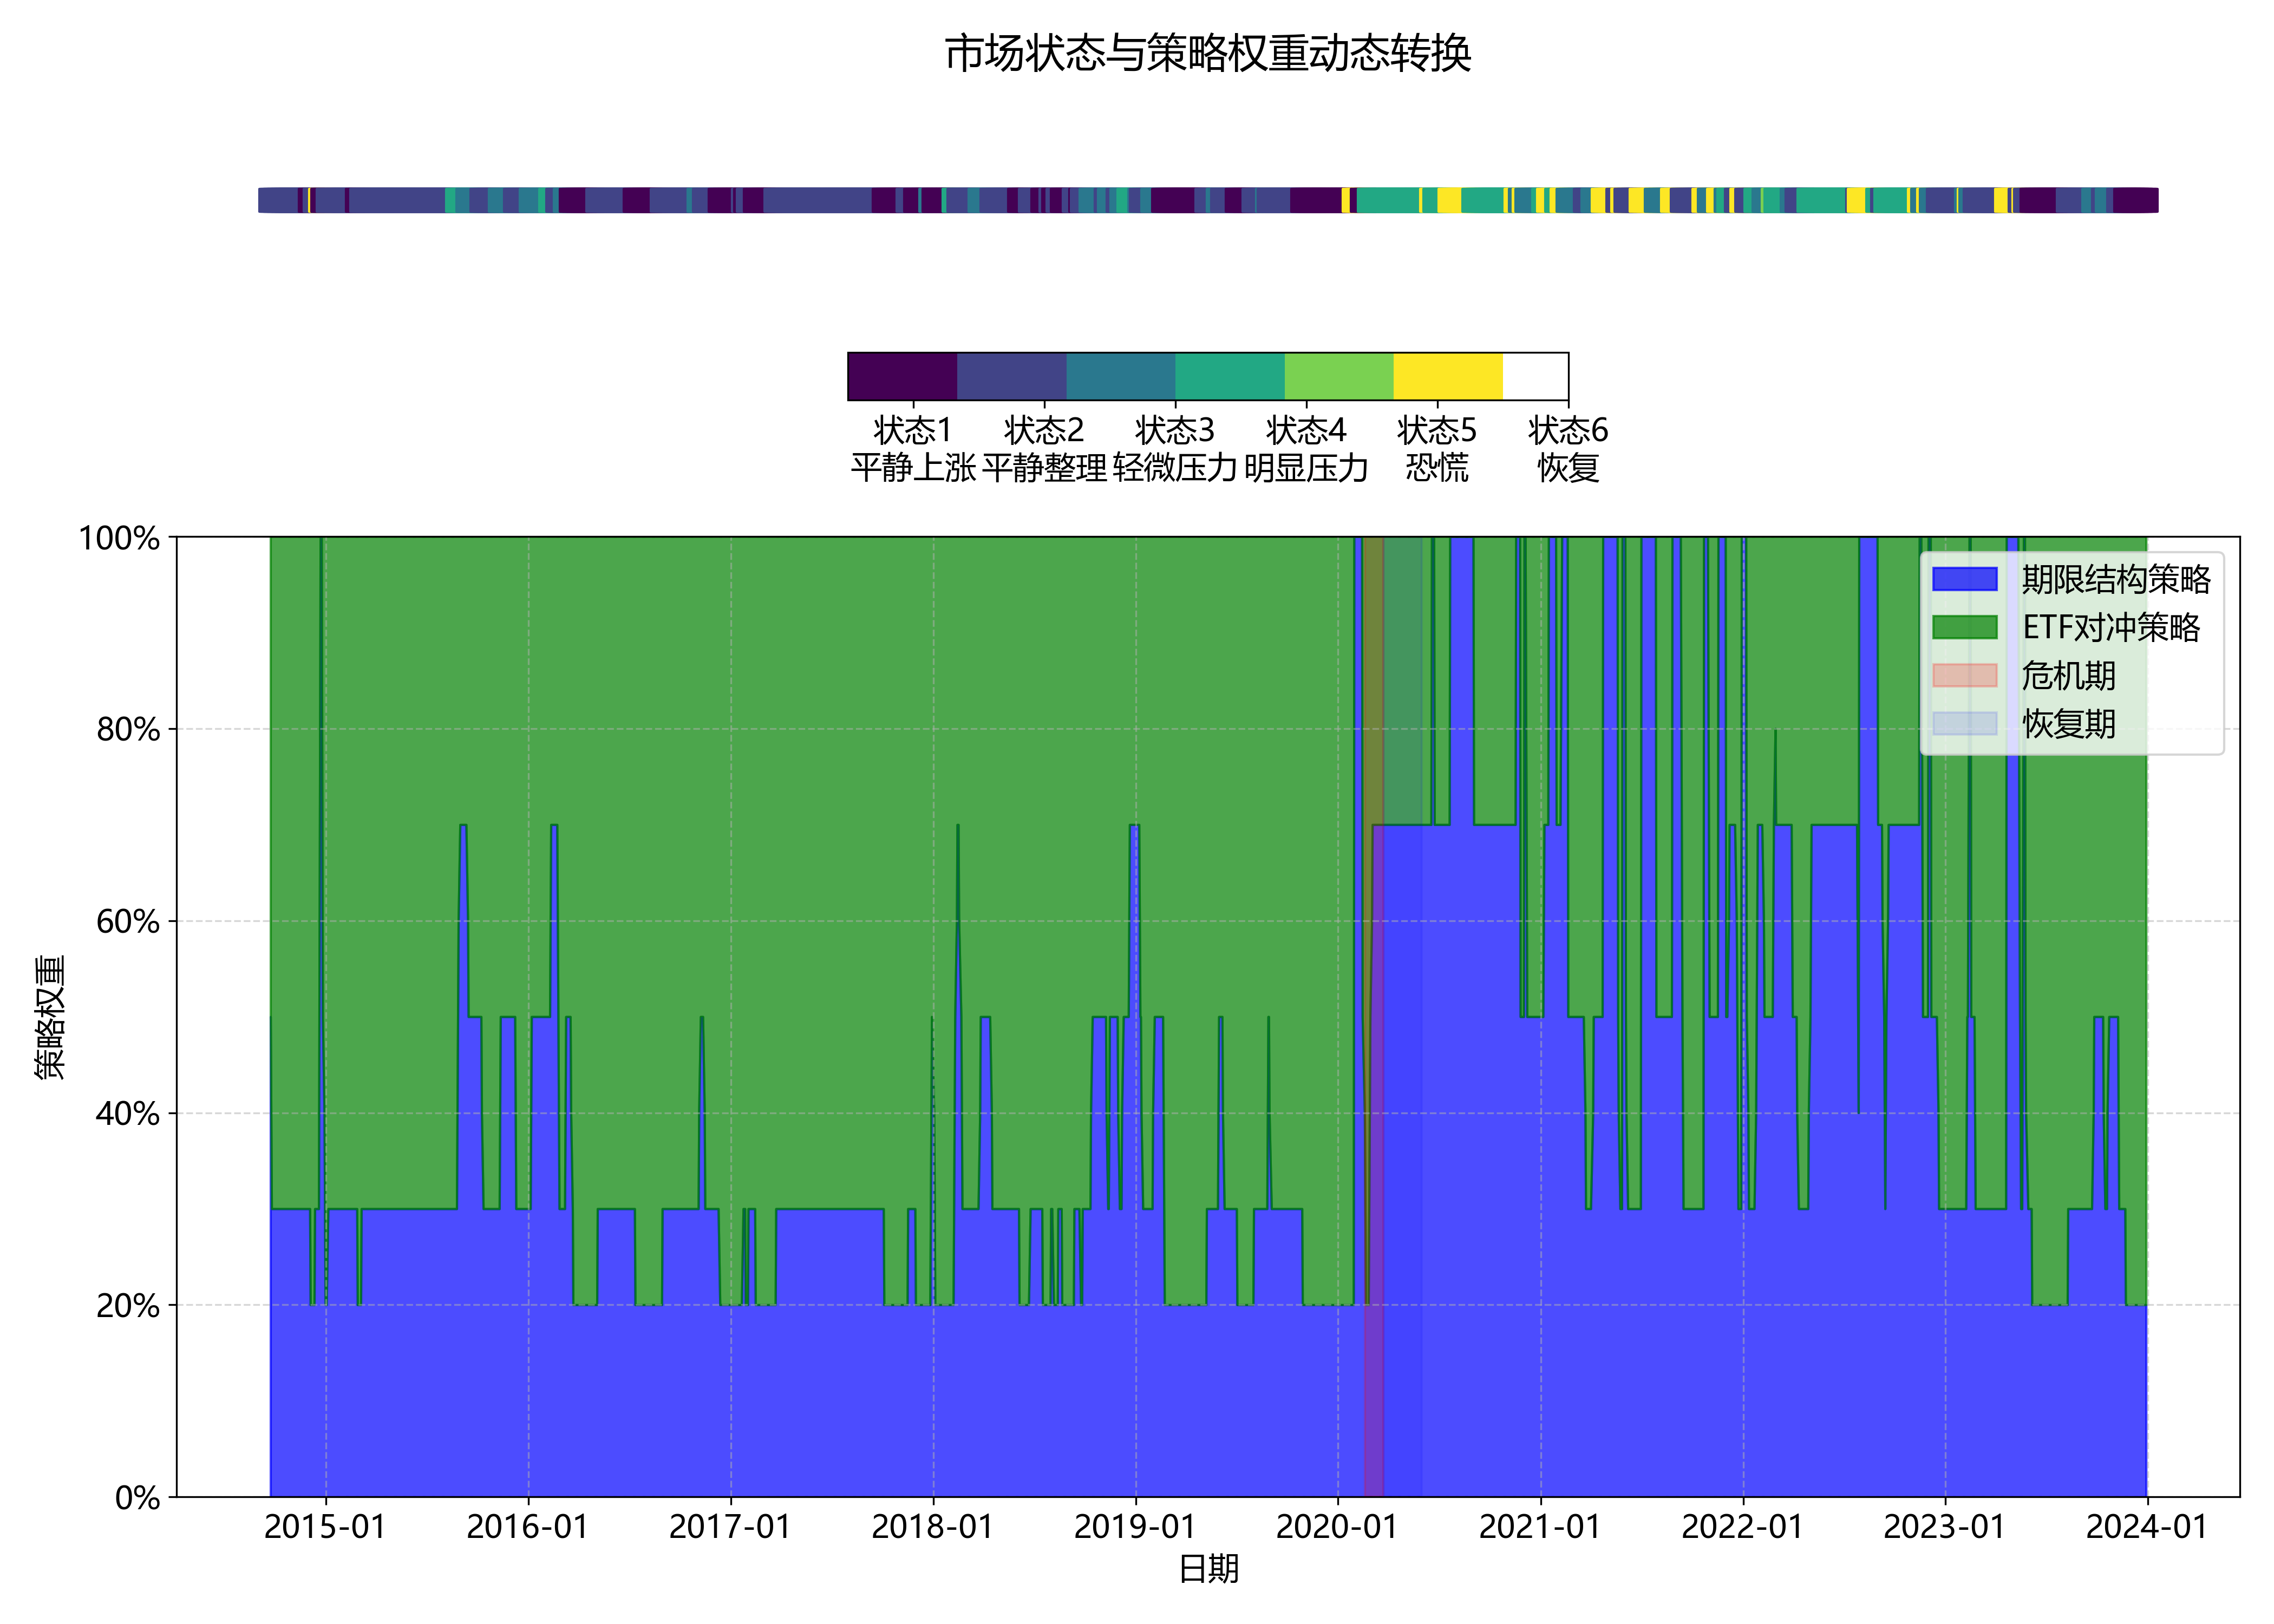 市场状态与策略权重动态转换
状态1 状态2 状态3 状态4 状态5 状态6
平静上涨 平静整理 轻微压力 明显压力 恐慌 恢复
100%
80%
60%
40%
20%
0%
策略权重
期限结构策略
ETF对冲策略
危机期
恢复期
2015-01 2016-01 2017-01 2018-01 2019-01 2020-01 2021-01 2022-01 2023-01 2024-01
日期